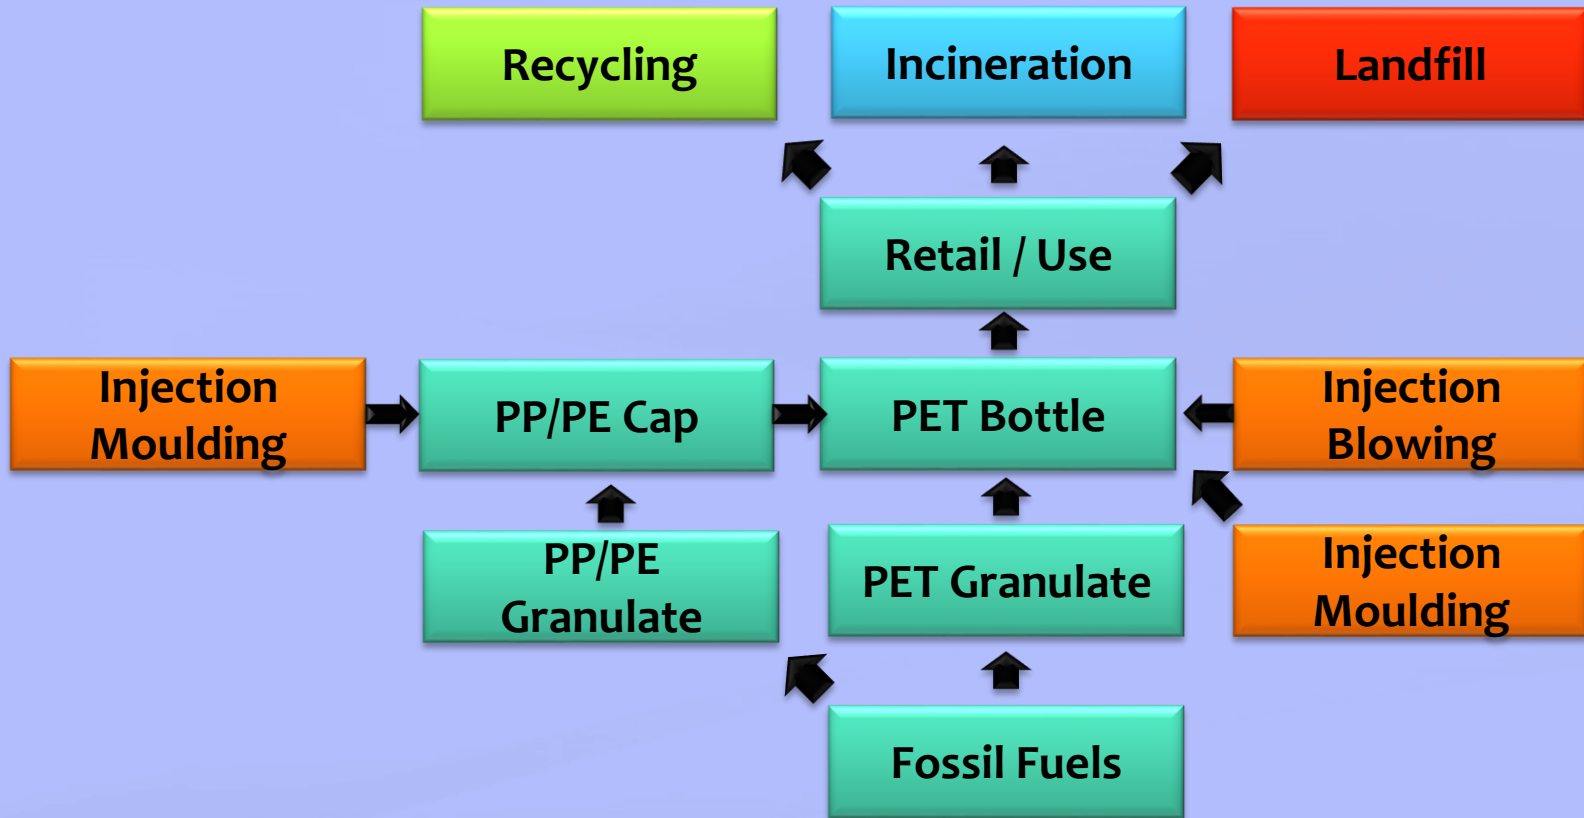 Recycling
Incineration
Landfill
Retail / Use
Injection
Moulding
PP/PE Cap
PET Bottle
Injection
Blowing
PP/PE
Granulate
PET Granulate
Injection
Moulding
Fossil Fuels